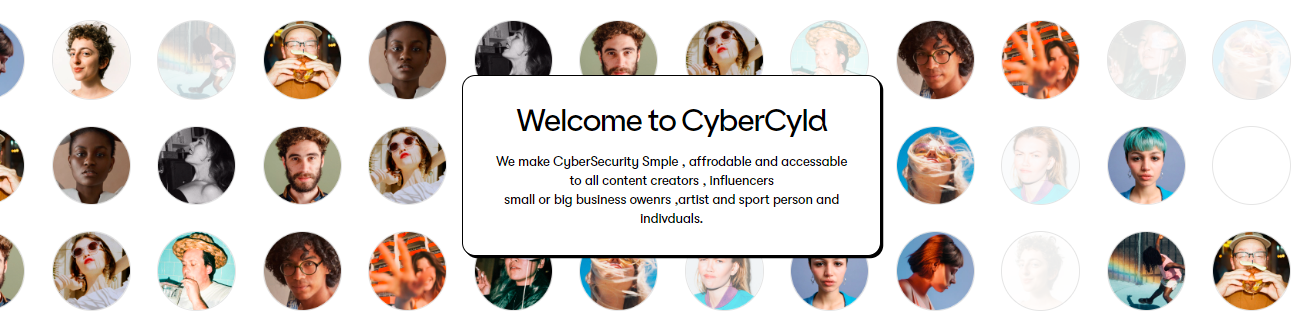 Welcome to CyberCyld
We make CyberSecurity Smple , affrodable and accessable
to all content creators , Influencers
small or big business owenrs ,artist and sport person and
indivduals.